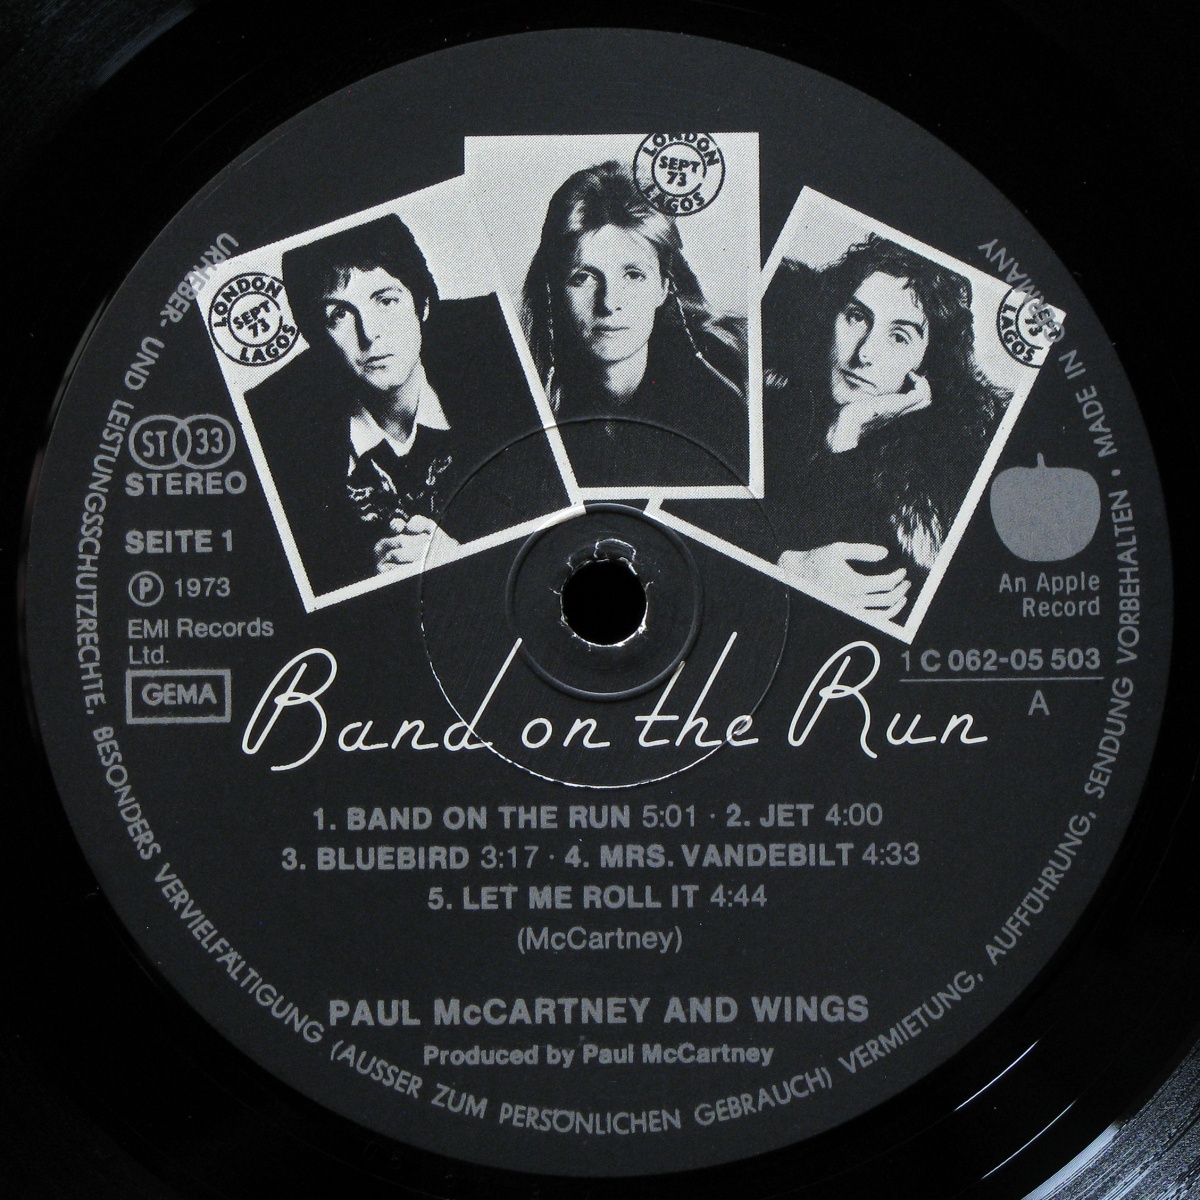 LONDON
SEPT
73
LAGOS
LONDON
SEPT
73
LAGOS
SEPT
73
LAGOS
ST 33
STEREO
SEITE 1
Ⓟ 1973
EMI Records
Ltd.
GEMA
An Apple
Record
1 C 062-05 503
A
Band on the Run
1. BAND ON THE RUN 5:01 · 2. JET 4:00
3. BLUEBIRD 3:17 · 4. MRS. VANDEBILT 4:33
5. LET ME ROLL IT 4:44
(McCartney)
PAUL McCARTNEY AND WINGS
Produced by Paul McCartney
URHEBER- UND LEISTUNGSSCHUTZRECHTE, BESONDERS VERVIELFÄLTIGUNG (AUSSER ZUM PERSÖNLICHEN GEBRAUCH) VERMIETUNG, AUFFÜHRUNG, SENDUNG VORBEHALTEN • MADE IN GERMANY